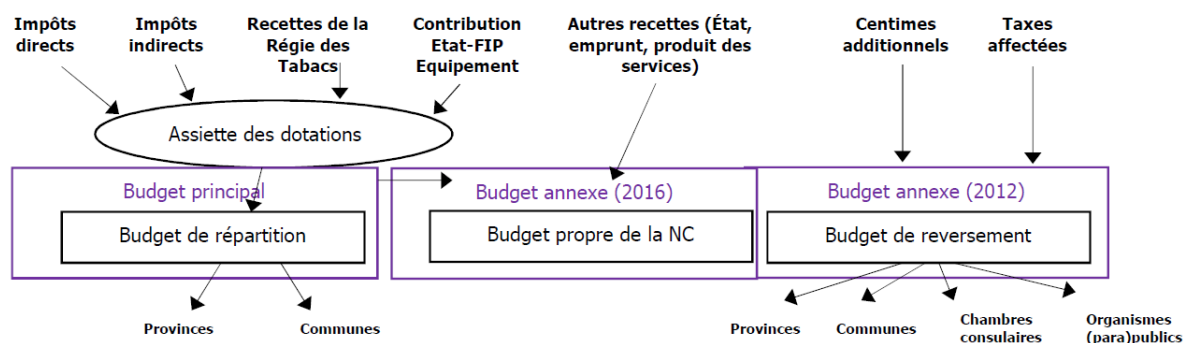 Impôts
directs
Impôts
indirects
Recettes de la
Régie des
Tabacs
Contribution
Etat-FIP
Equipement
Autres recettes (État,
emprunt, produit des
services)
Centimes
additionnels
Taxes
affectées
Assiette des dotations
Budget principal
Budget de répartition
Budget annexe (2016)
Budget propre de la NC
Budget annexe (2012)
Budget de reversement
Provinces
Communes
Provinces
Communes
Chambres
consulaires
Organismes
(para)publics